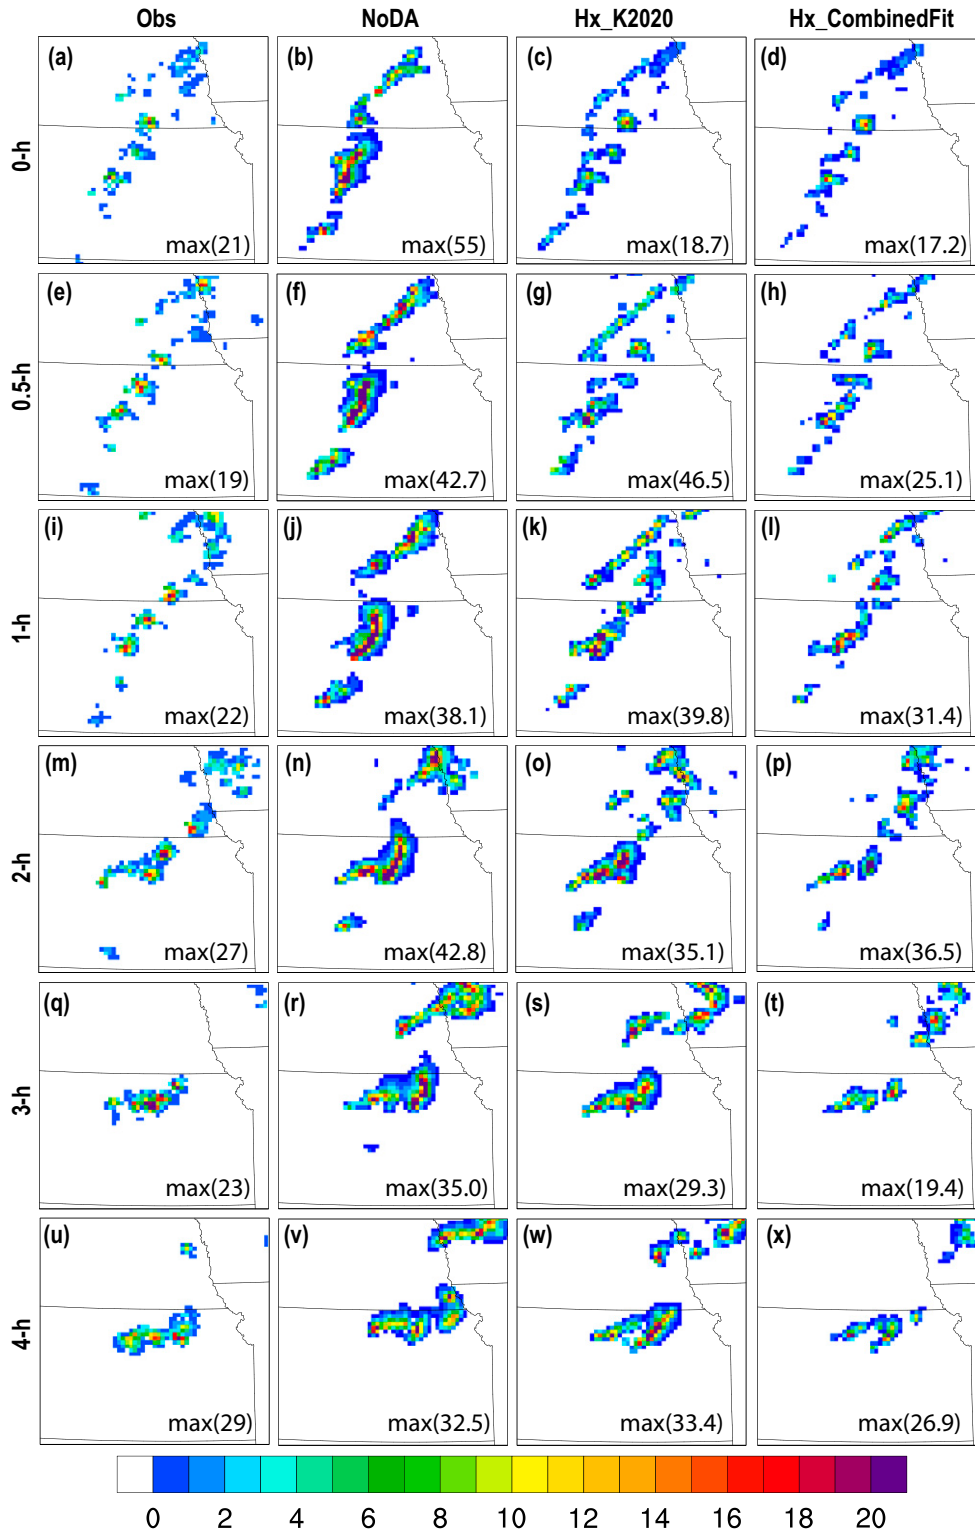 Obs NoDA Hx_K2020 Hx_CombinedFit
0-h
(a) (b) (c) (d)
max(21) max(55) max(18.7) max(17.2)
0.5-h
(e) (f) (g) (h)
max(19) max(42.7) max(46.5) max(25.1)
1-h
(i) (j) (k) (l)
max(22) max(38.1) max(39.8) max(31.4)
2-h
(m) (n) (o) (p)
max(27) max(42.8) max(35.1) max(36.5)
3-h
(q) (r) (s) (t)
max(23) max(35.0) max(29.3) max(19.4)
4-h
(u) (v) (w) (x)
max(29) max(32.5) max(33.4) max(26.9)
0 2 4 6 8 10 12 14 16 18 20